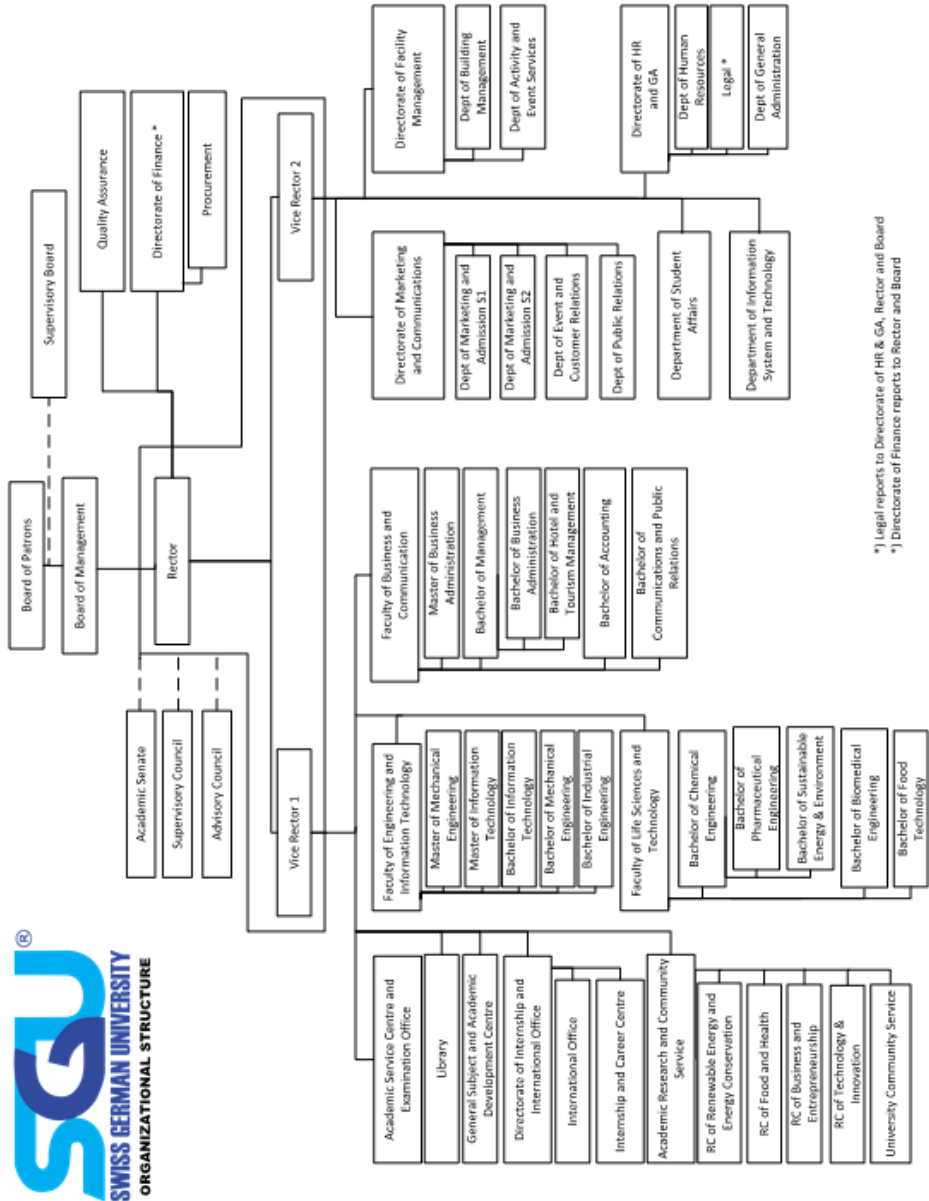 SGU®
SWISS GERMAN UNIVERSITY
ORGANIZATIONAL STRUCTURE
Board of Patrons
Supervisory Board
Board of Management
Rector
Academic Senate
Supervisory Council
Advisory Council
Quality Assurance
Directorate of Finance *
Procurement
Vice Rector 1
Vice Rector 2
Academic Service Centre and
Examination Office
Library
General Subject and Academic
Development Centre
Directorate of Internship and
International Office
International Office
Internship and Career Centre
Academic Research and Community
Service
RC of Renewable Energy and
Energy Conservation
RC of Food and Health
RC of Business and
Entrepreneurship
RC of Technology &
Innovation
University Community Service
Faculty of Engineering and
Information Technology
Master of Mechanical
Engineering
Master of Information
Technology
Bachelor of Information
Technology
Bachelor of Mechanical
Engineering
Bachelor of Industrial
Engineering
Faculty of Life Sciences and
Technology
Bachelor of Chemical
Engineering
Bachelor of
Pharmaceutical
Engineering
Bachelor of Sustainable
Energy & Environment
Bachelor of Biomedical
Engineering
Bachelor of Food
Technology
Faculty of Business and
Communication
Master of Business
Administration
Bachelor of Management
Bachelor of Business
Administration
Bachelor of Hotel and
Tourism Management
Bachelor of Accounting
Bachelor of
Communications and Public
Relations
Directorate of Marketing
and Communications
Dept of Marketing and
Admission S1
Dept of Marketing and
Admission S2
Dept of Event and
Customer Relations
Dept of Public Relations
Department of Student
Affairs
Department of Information
System and Technology
Directorate of Facility
Management
Dept of Building
Management
Dept of Activity and
Event Services
Directorate of HR
and GA
Dept of Human
Resources
Legal *
Dept of General
Administration
*) Legal reports to Directorate of HR & GA, Rector and Board
*) Directorate of Finance reports to Rector and Board